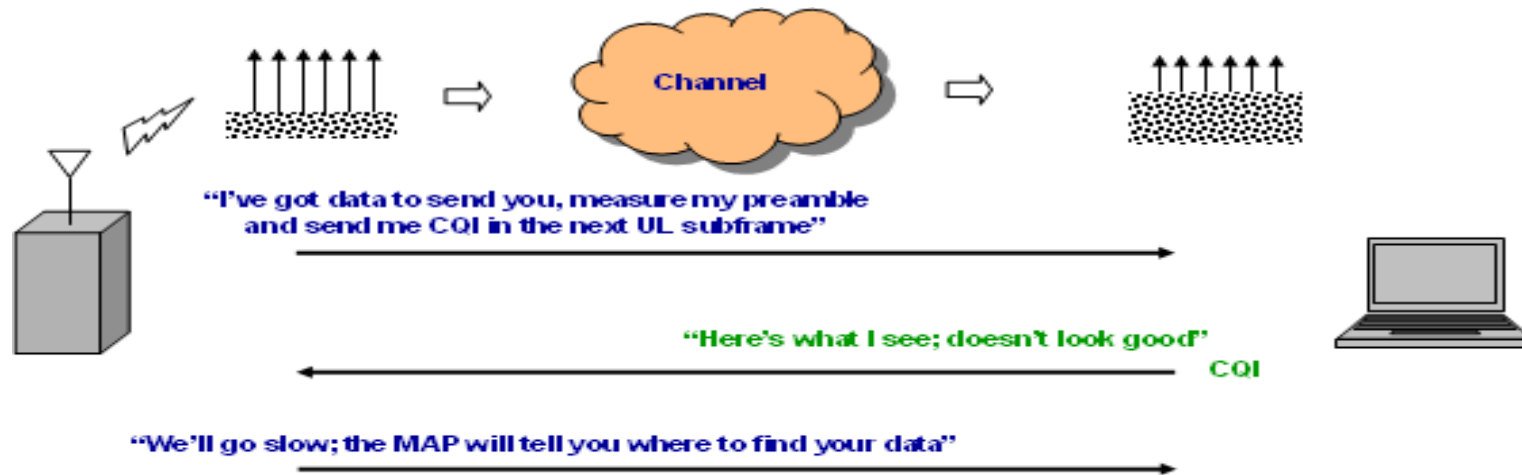 Channel
“I’ve got data to send you, measure my preamble
and send me CQI in the next UL subframe”
“Here’s what I see; doesn’t look good”
CQI
“We’ll go slow; the MAP will tell you where to find your data”